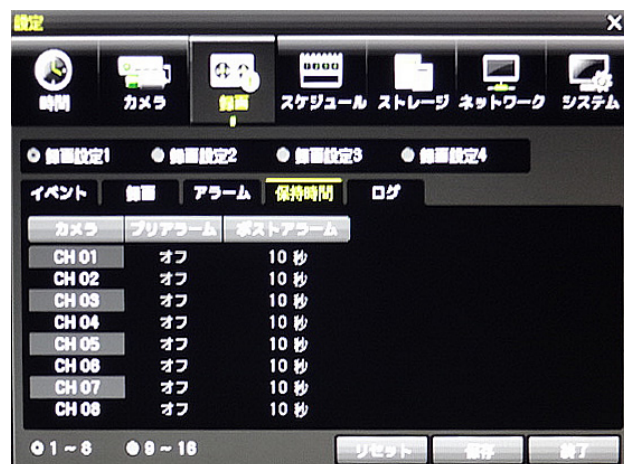 設定
X
時間 カメラ 録画 スケジュール ストレージ ネットワーク システム
録画設定1 録画設定2 録画設定3 録画設定4
イベント 録画 アラーム 保持時間 ログ
カメラ プリアラーム ポストアラーム
CH 01 オフ 10 秒
CH 02 オフ 10 秒
CH 03 オフ 10 秒
CH 04 オフ 10 秒
CH 05 オフ 10 秒
CH 06 オフ 10 秒
CH 07 オフ 10 秒
CH 08 オフ 10 秒
1 ~ 8 9 ~ 16 リセット 保存 終了